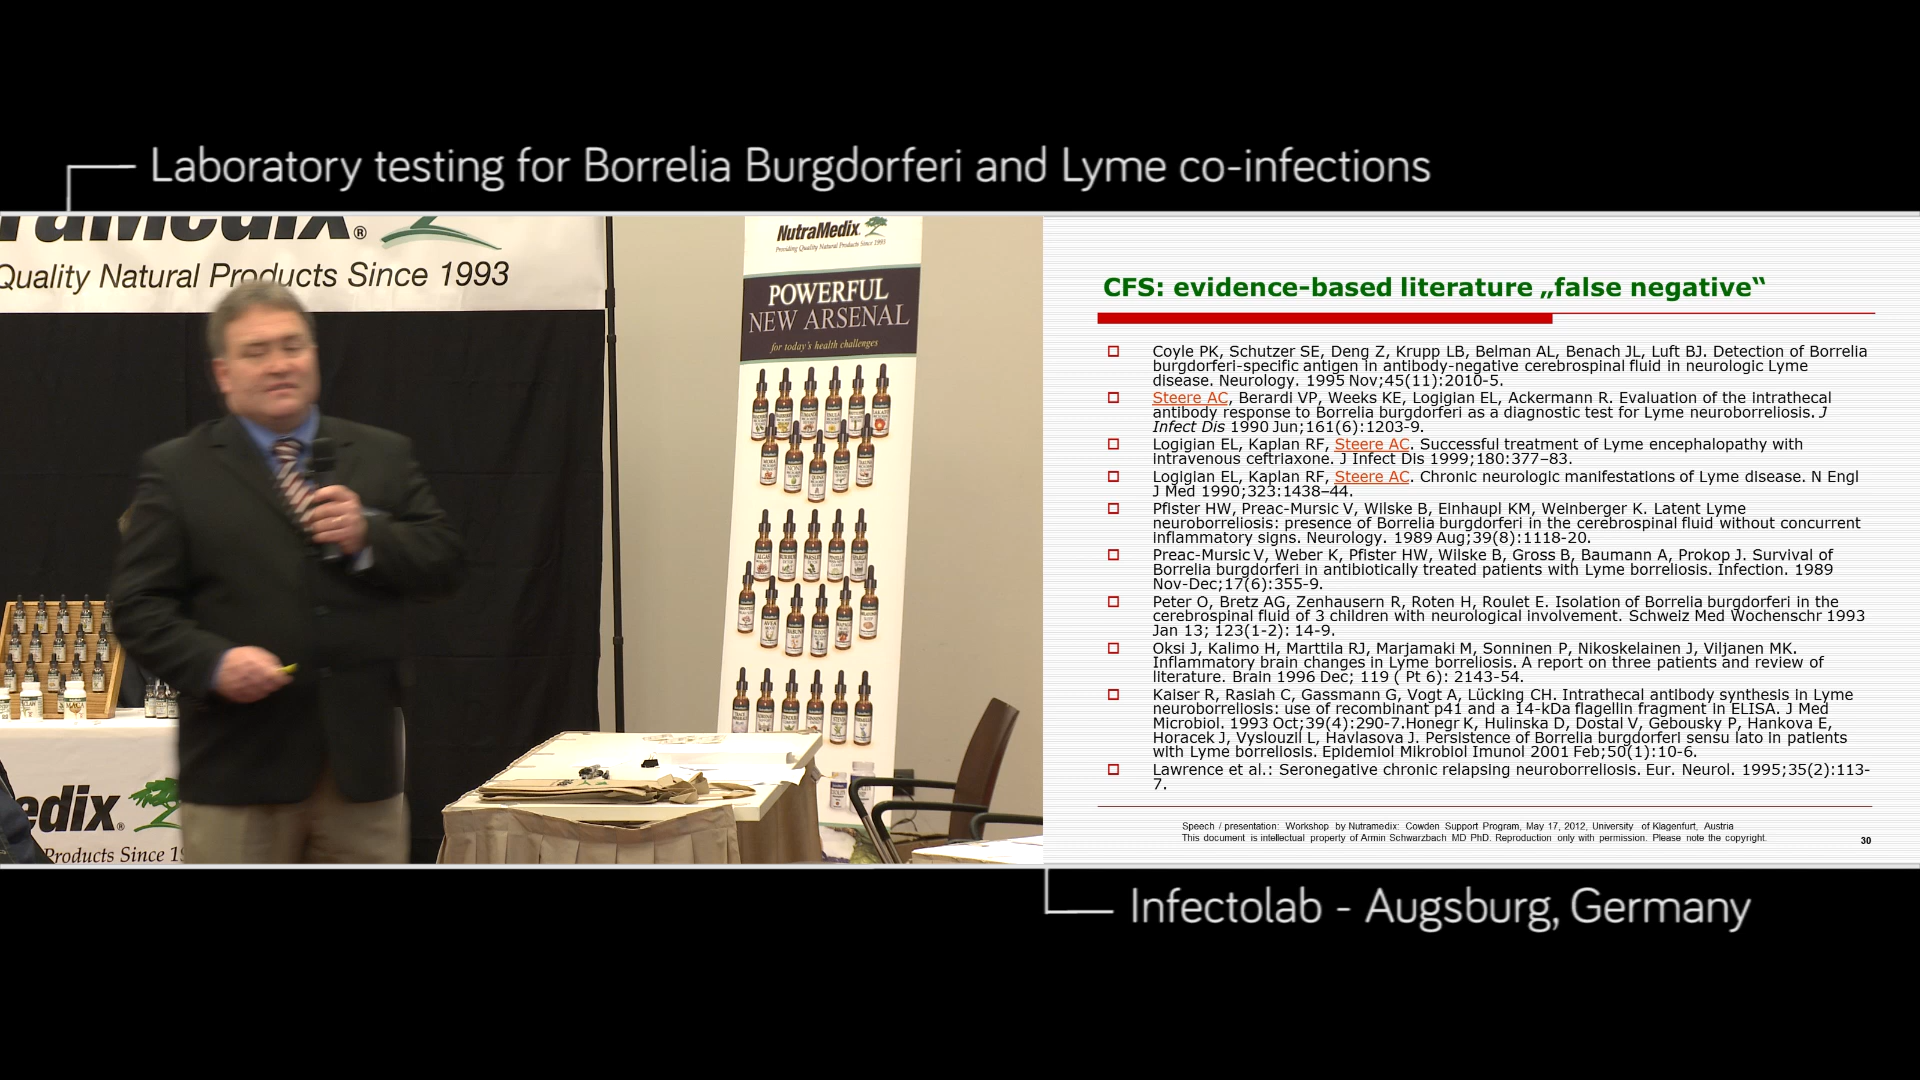 Laboratory testing for Borrelia Burgdorferi and Lyme co-infections
raMedix®
Quality Natural Products Since 1993
NutraMedix
Providing Quality Natural Products Since 1993
POWERFUL
NEW ARSENAL
for today's health challenges
edix®
Products Since
CFS: evidence-based literature „false negative“
Coyle PK, Schutzer SE, Deng Z, Krupp LB, Belman AL, Benach JL, Luft BJ. Detection of Borrelia
burgdorferi-specific antigen in antibody-negative cerebrospinal fluid in neurologic Lyme
disease. Neurology. 1995 Nov;45(11):2010-5.
Steere AC, Berardi VP, Weeks KE, Logigian EL, Ackermann R. Evaluation of the intrathecal
antibody response to Borrelia burgdorferi as a diagnostic test for Lyme neuroborreliosis. J
Infect Dis 1990 Jun;161(6):1203-9.
Logigian EL, Kaplan RF, Steere AC. Successful treatment of Lyme encephalopathy with
intravenous ceftriaxone. J Infect Dis 1999;180:377–83.
Logigian EL, Kaplan RF, Steere AC. Chronic neurologic manifestations of Lyme disease. N Engl
J Med 1990;323:1438–44.
Pfister HW, Preac-Mursic V, Wilske B, Einhaupl KM, Weinberger K. Latent Lyme
neuroborreliosis: presence of Borrelia burgdorferi in the cerebrospinal fluid without concurrent
inflammatory signs. Neurology. 1989 Aug;39(8):1118-20.
Preac-Mursic V, Weber K, Pfister HW, Wilske B, Gross B, Baumann A, Prokop J. Survival of
Borrelia burgdorferi in antibiotically treated patients with Lyme borreliosis. Infection. 1989
Nov-Dec;17(6):355-9.
Peter O, Bretz AG, Zenhausern R, Roten H, Roulet E. Isolation of Borrelia burgdorferi in the
cerebrospinal fluid of 3 children with neurological involvement. Schweiz Med Wochenschr 1993
Jan 13; 123(1-2): 14-9.
Oksi J, Kalimo H, Marttila RJ, Marjamaki M, Sonninen P, Nikoskelainen J, Viljanen MK.
Inflammatory brain changes in Lyme borreliosis. A report on three patients and review of
literature. Brain 1996 Dec; 119 ( Pt 6): 2143-54.
Kaiser R, Rasiah C, Gassmann G, Vogt A, Lücking CH. Intrathecal antibody synthesis in Lyme
neuroborreliosis: use of recombinant p41 and a 14-kDa flagellin fragment in ELISA. J Med
Microbiol. 1993 Oct;39(4):290-7.Honegr K, Hulinska D, Dostal V, Gebousky P, Hankova E,
Horacek J, Vyslouzil L, Havlasova J. Persistence of Borrelia burgdorferi sensu lato in patients
with Lyme borreliosis. Epidemiol Mikrobiol Imunol 2001 Feb;50(1):10-6.
Lawrence et al.: Seronegative chronic relapsing neuroborreliosis. Eur. Neurol. 1995;35(2):113-
7.
Speech / presentation: Workshop by Nutramedix: Cowden Support Program, May 17, 2012, University of Klagenfurt, Austria
This document is intellectual property of Armin Schwarzbach MD PhD. Reproduction only with permission. Please note the copyright.
30
Infectolab - Augsburg, Germany